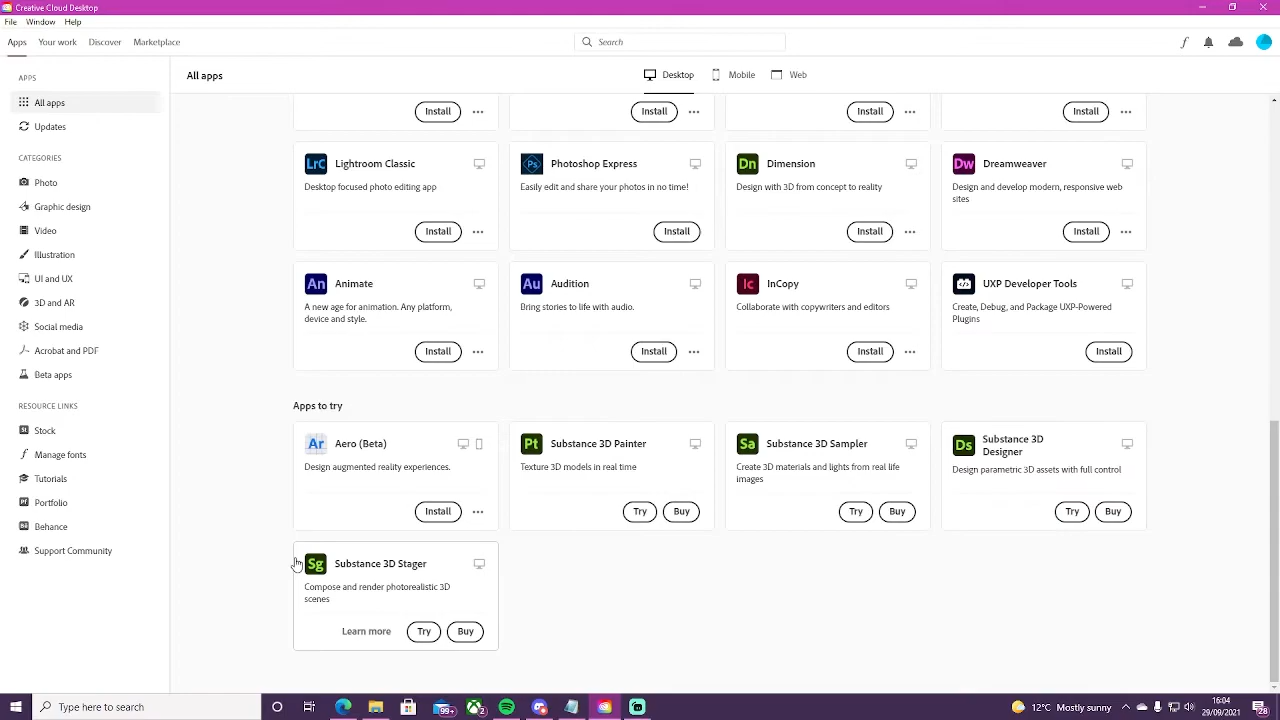 Creative Cloud Desktop
File Window Help
Apps Your work Discover Marketplace
Search
All apps
Desktop Mobile Web
APPS
All apps
Updates
CATEGORIES
Photo
Graphic design
Video
Illustration
UI and UX
3D and AR
Social media
Acrobat and PDF
Beta apps
RESOURCE LINKS
Stock
Manage fonts
Tutorials
Portfolio
Behance
Support Community
Install Install Install Install
LrC Lightroom Classic
Desktop focused photo editing app
Install
Ps Photoshop Express
Easily edit and share your photos in no time!
Install
Dn Dimension
Design with 3D from concept to reality
Install
Dw Dreamweaver
Design and develop modern, responsive web
sites
Install
An Animate
A new age for animation. Any platform,
device and style.
Install
Au Audition
Bring stories to life with audio.
Install
Ic InCopy
Collaborate with copywriters and editors
Install
UXP Developer Tools
Create, Debug, and Package UXP-Powered
Plugins
Install
Apps to try
Ar Aero (Beta)
Design augmented reality experiences.
Install
Pt Substance 3D Painter
Texture 3D models in real time
Try Buy
Sa Substance 3D Sampler
Create 3D materials and lights from real life
images
Try Buy
Ds Substance 3D
Designer
Design parametric 3D assets with full control
Try Buy
Sg Substance 3D Stager
Compose and render photorealistic 3D
scenes
Learn more Try Buy
Type here to search
99+
12°C Mostly sunny
16:04
29/09/2021
28